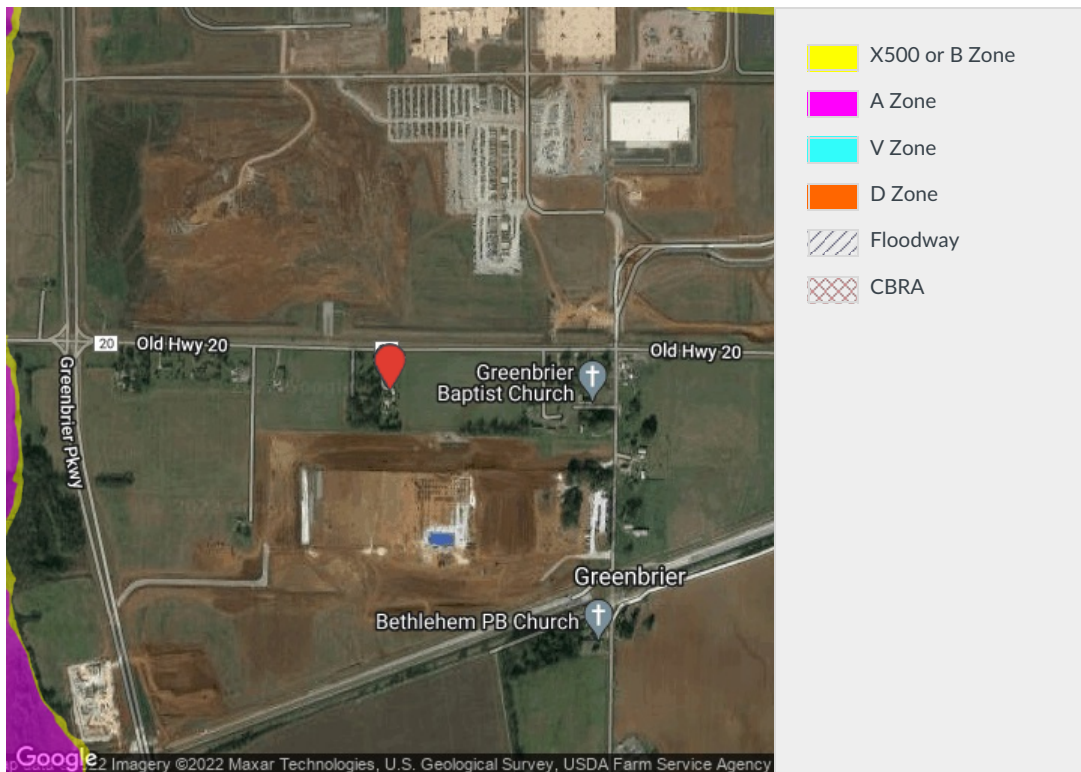 20
Old Hwy 20
Old Hwy 20
Greenbrier Pkwy
Greenbrier
Baptist Church
Greenbrier
Bethlehem PB Church
Google
22 Imagery ©2022 Maxar Technologies, U.S. Geological Survey, USDA Farm Service Agency
X500 or B Zone
A Zone
V Zone
D Zone
Floodway
CBRA